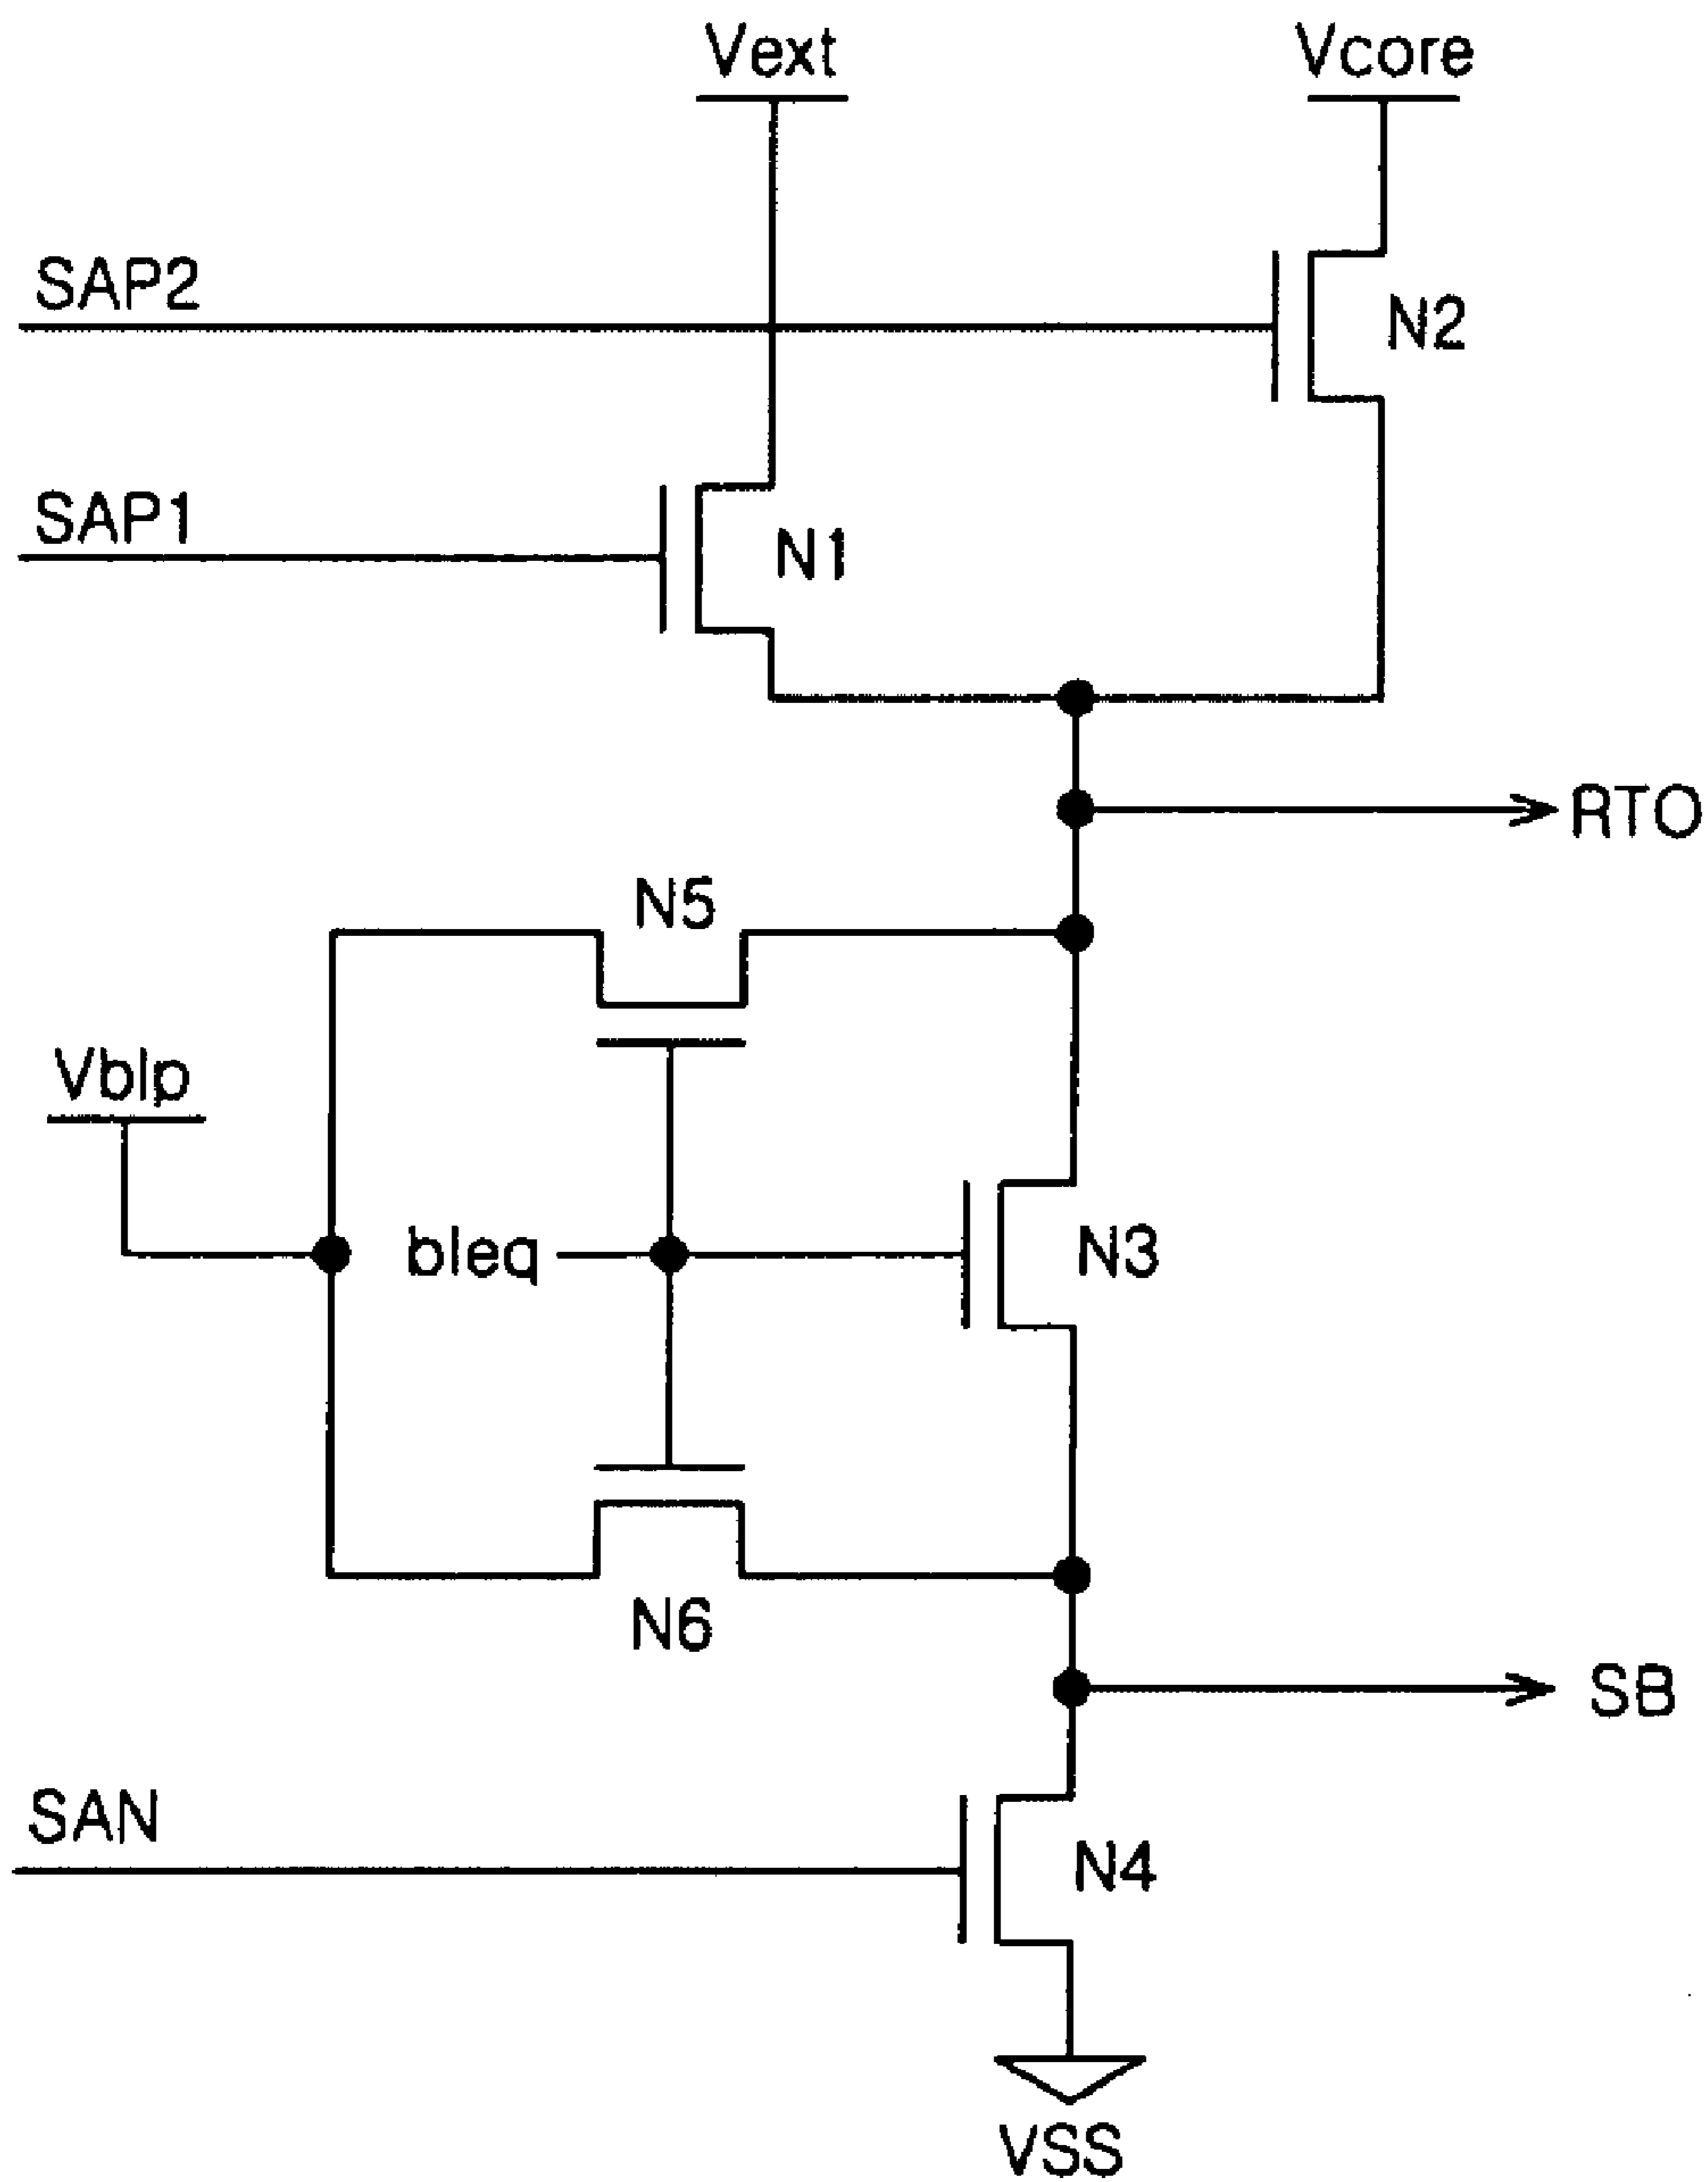 Vext
Vcore
SAP2
N2
SAP1
N1
RTO
N5
Vblp
bleq
N3
N6
SB
SAN
N4
VSS